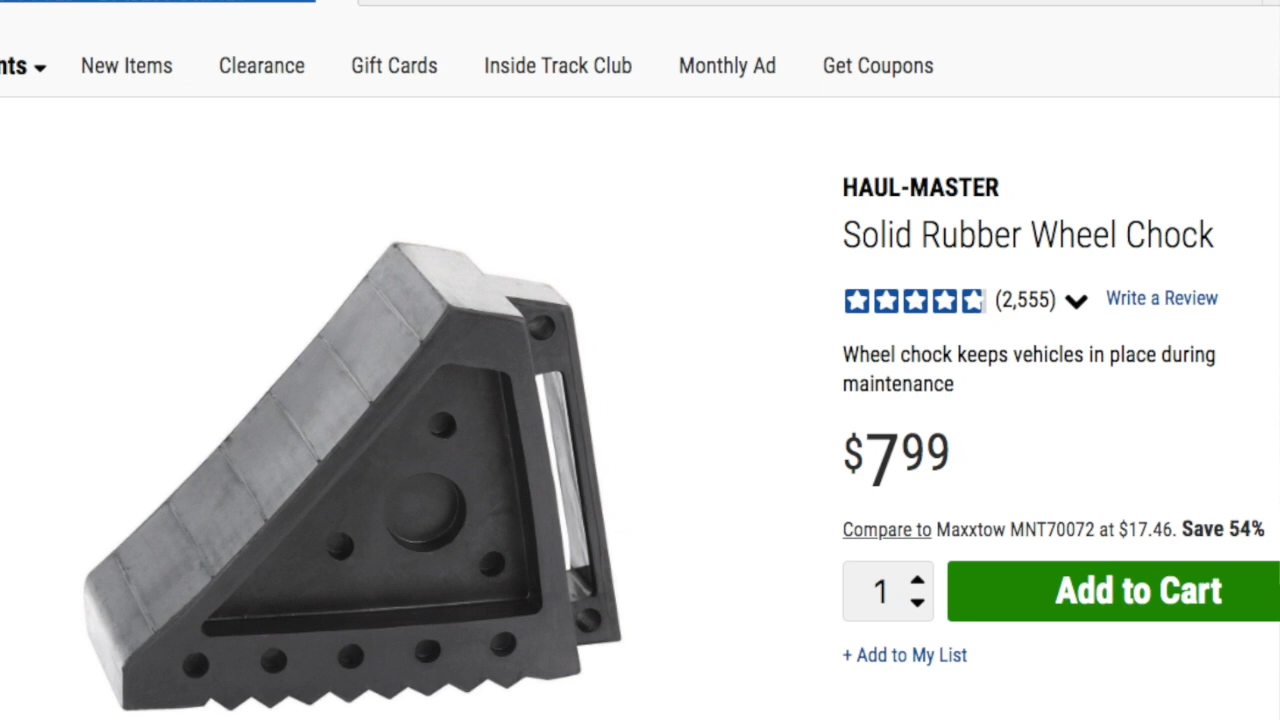 nts New Items Clearance Gift Cards Inside Track Club Monthly Ad Get Coupons
HAUL-MASTER
Solid Rubber Wheel Chock
(2,555) Write a Review
Wheel chock keeps vehicles in place during
maintenance
$7 99
Compare to Maxxtow MNT70072 at $17.46. Save 54%
1 Add to Cart
+ Add to My List